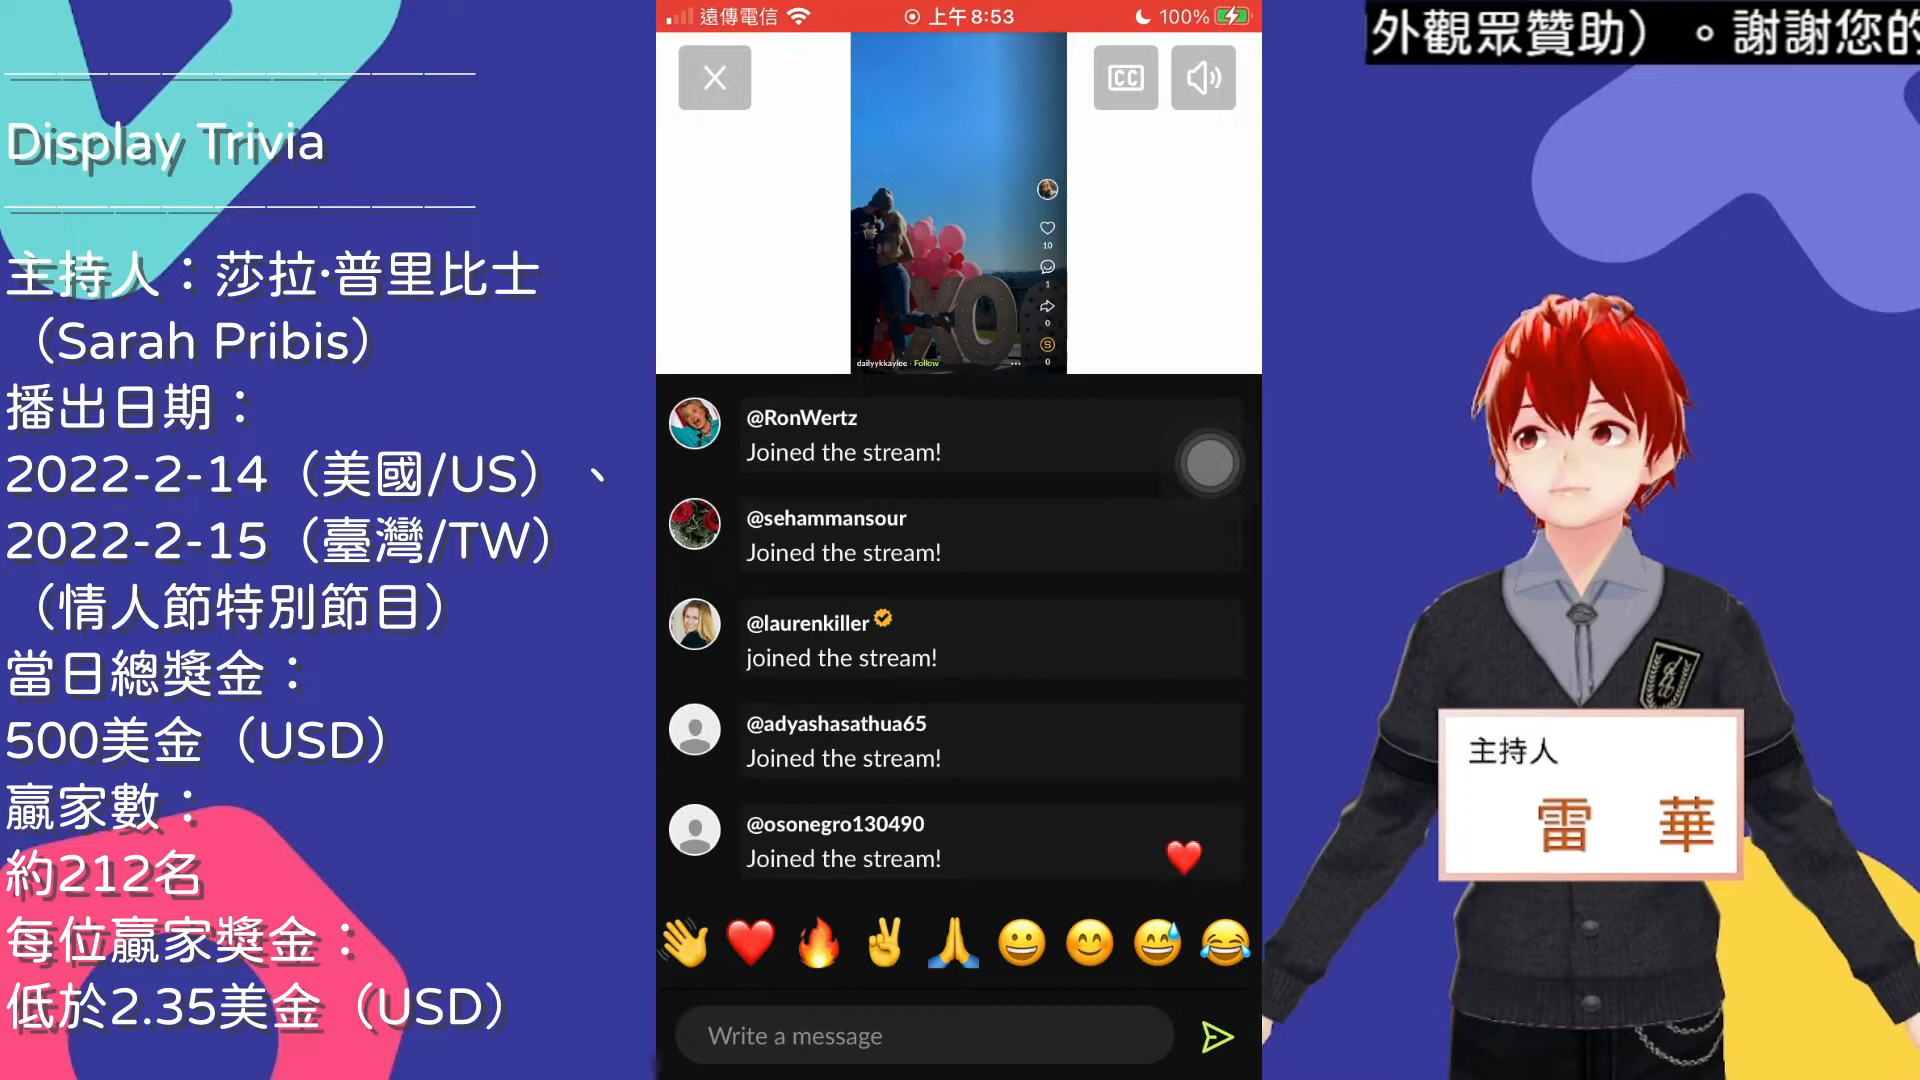 Display Trivia
主持人：莎拉·普里比士
（Sarah Pribis）
播出日期：
2022-2-14（美國/US）、
2022-2-15（臺灣/TW）
（情人節特別節目）
當日總獎金：
500美金（USD）
贏家數：
約212名
每位贏家獎金：
低於2.35美金（USD）
遠傳電信
上午8:53
100%
CC
10
1
0
S
0
XO
dailyykkaylee · Follow
@RonWertz
Joined the stream!
@sehammansour
Joined the stream!
@laurenkiller
joined the stream!
@adyashasathua65
Joined the stream!
@osonegro130490
Joined the stream!
Write a message
外觀眾贊助）。謝謝您的
主持人
雷 華